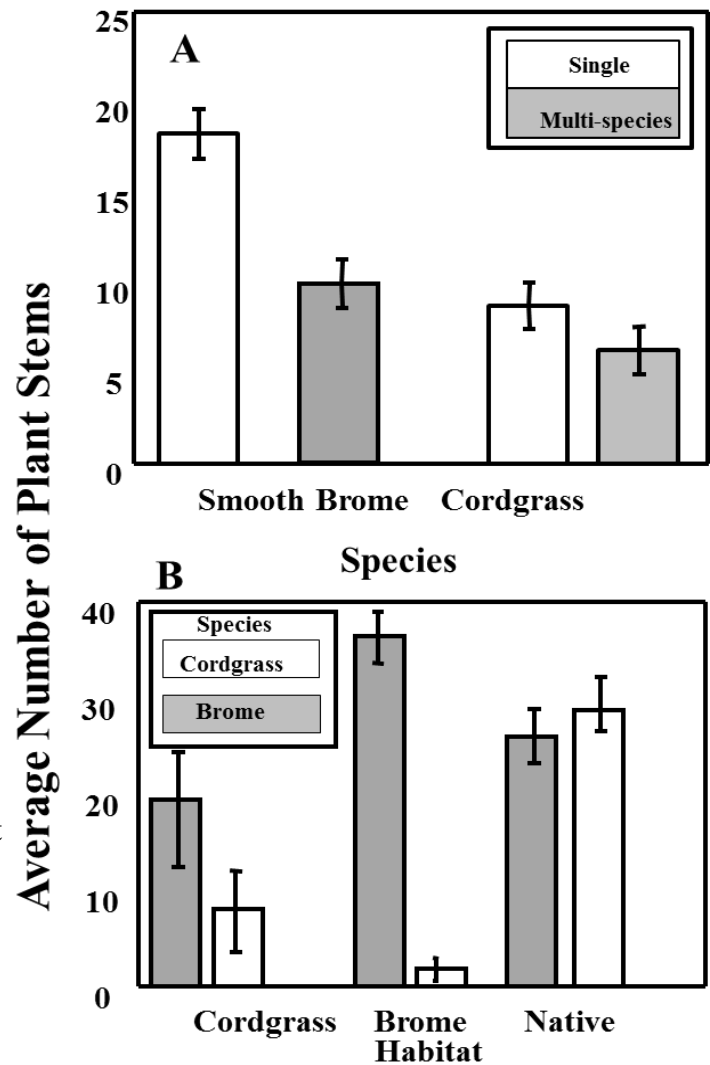 Average Number of Plant Stems
A
25
20
15
10
5
0
Single
Multi-species
Smooth Brome Cordgrass
Species
B
40
30
20
10
0
Species
Cordgrass
Brome
Cordgrass Brome Native
Habitat